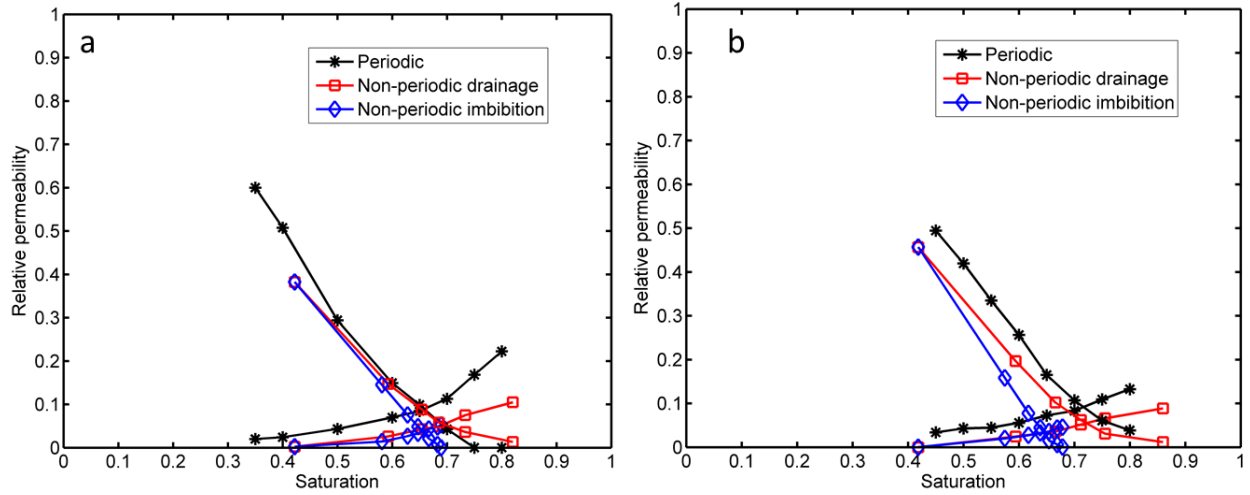 a
Periodic
Non-periodic drainage
Non-periodic imbibition
Relative permeability
1
0.9
0.8
0.7
0.6
0.5
0.4
0.3
0.2
0.1
0
0 0.1 0.2 0.3 0.4 0.5 0.6 0.7 0.8 0.9 1
Saturation
b
Periodic
Non-periodic drainage
Non-periodic imbibition
Relative permeability
1
0.9
0.8
0.7
0.6
0.5
0.4
0.3
0.2
0.1
0
0 0.1 0.2 0.3 0.4 0.5 0.6 0.7 0.8 0.9 1
Saturation